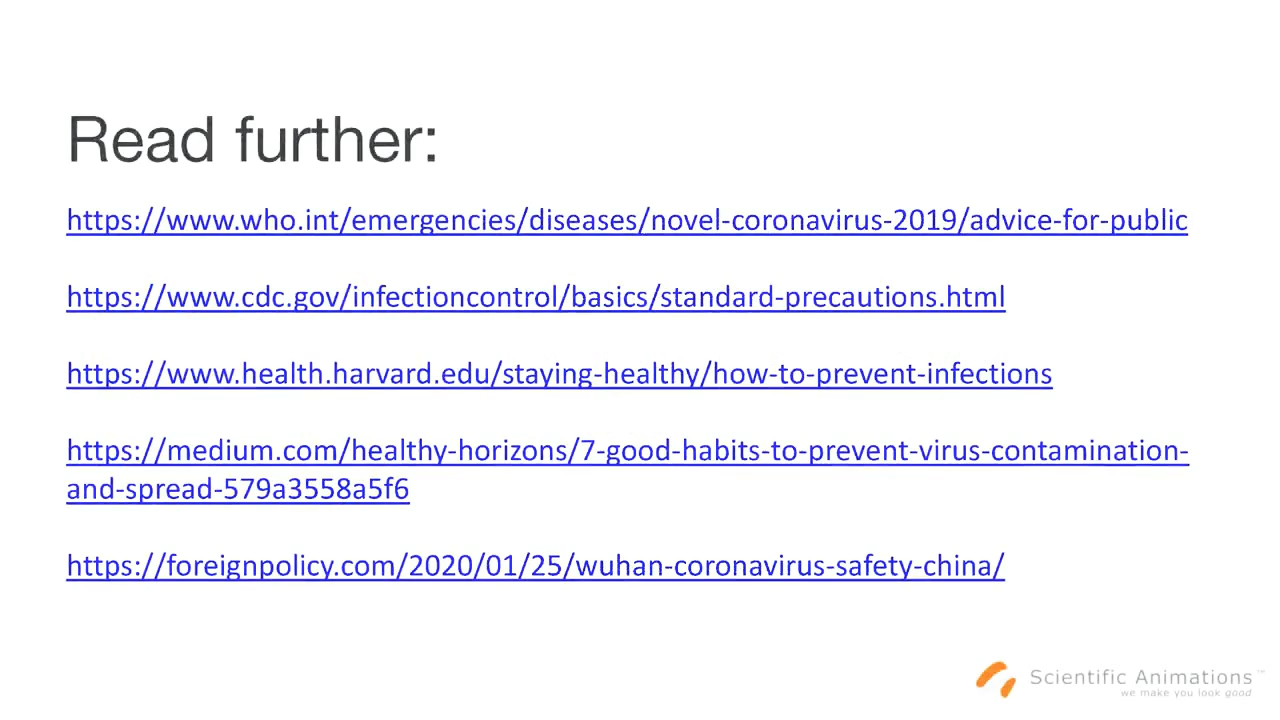 Read further:
https://www.who.int/emergencies/diseases/novel-coronavirus-2019/advice-for-public
https://www.cdc.gov/infectioncontrol/basics/standard-precautions.html
https://www.health.harvard.edu/staying-healthy/how-to-prevent-infections
https://medium.com/healthy-horizons/7-good-habits-to-prevent-virus-contamination-
and-spread-579a3558a5f6
https://foreignpolicy.com/2020/01/25/wuhan-coronavirus-safety-china/
Scientific Animations™
we make you look good